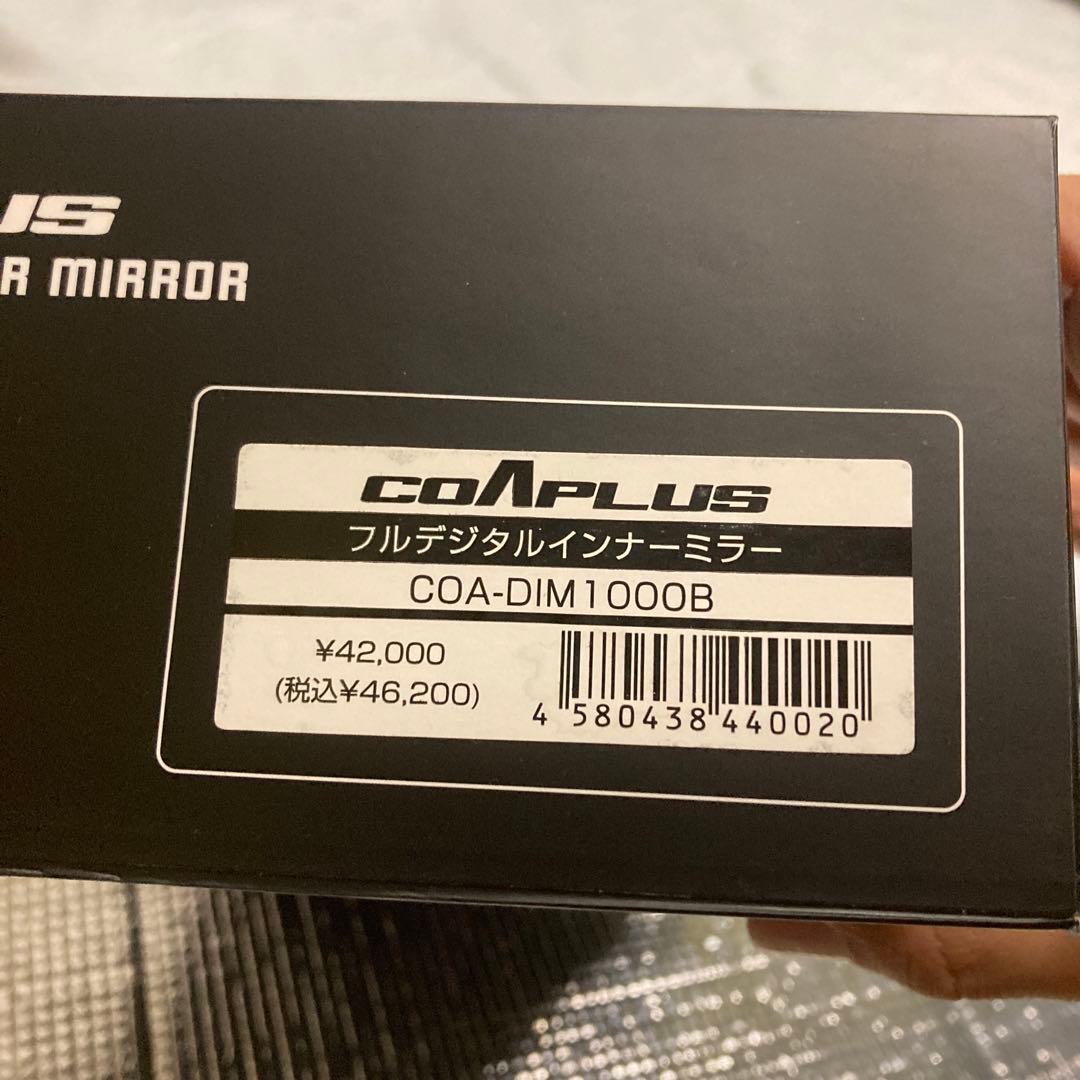 US
R MIRROR
COAPLUS
フルデジタルインナーミラー
COA-DIM1000B
¥42,000
(税込¥46,200)
4 580438 440020